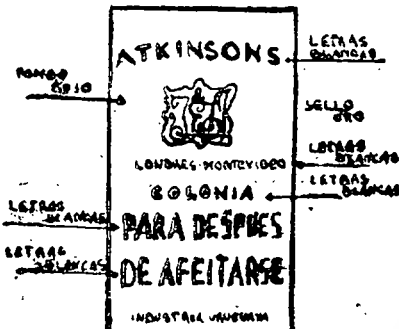 ATKINSONS
LETRAS
BLANCAS
FONDO
ROJO
SELLO
ORO
LONDRES-MONTEVIDEO
LETRAS
BLANCAS
COLONIA
LETRAS
BLANCAS
LETRAS
BLANCAS
PARA DESPUES
LETRAS
BLANCAS
DE AFEITARSE
INDUSTRIA URUGUAYA